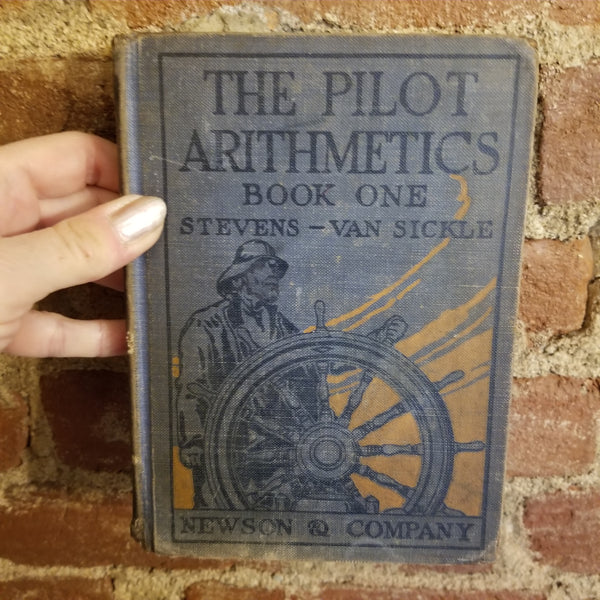 THE PILOT
ARITHMETICS
BOOK ONE
STEVENS – VAN SICKLE
NEWSON & COMPANY